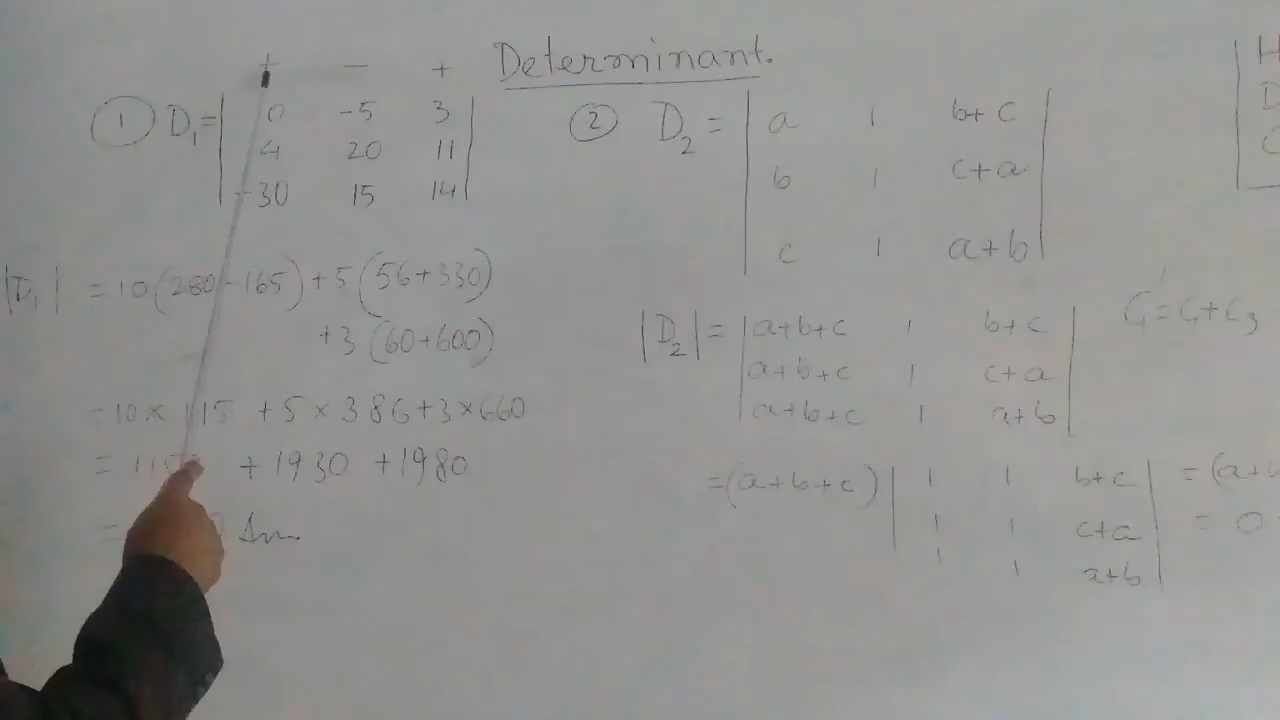 + − + Determinant.
① D₁ = | 0 -5 3 |
4 20 11
-30 15 14
② D₂ = | a 1 b+c |
b 1 c+a
c 1 a+b
|D₁| = 10(280-165)+5(56+330)
+3(60+600)
=10×115 +5×386+3×660
= 11 +1930 +1980
= Ans
|D₂| = | a+b+c 1 b+c | C₁=C₁+C₃
a+b+c 1 c+a
a+b+c 1 a+b
=(a+b+c) | 1 1 b+c | = (a+b
1 1 c+a = 0
1 1 a+b
H
D
C